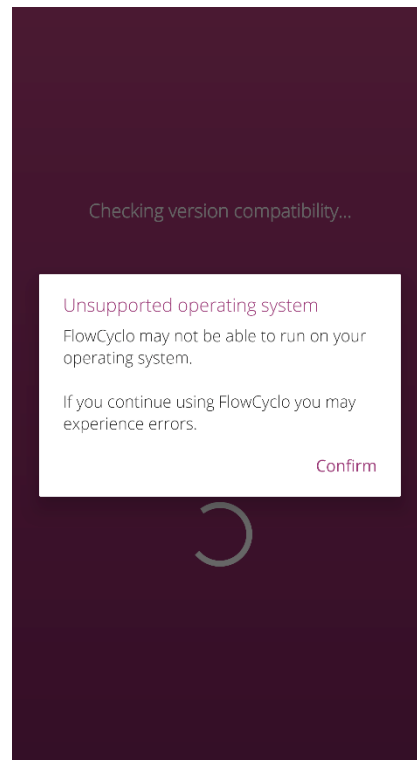 Checking version compatibility...
Unsupported operating system
FlowCyclo may not be able to run on your
operating system.
If you continue using FlowCyclo you may
experience errors.
Confirm